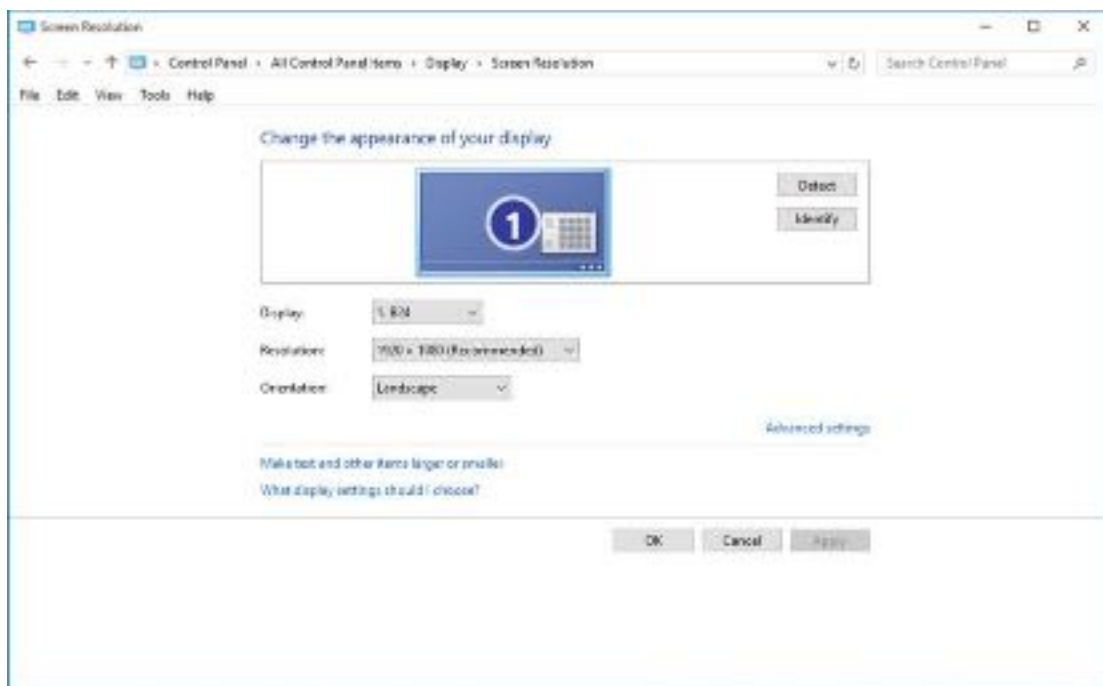 Screen Resolution
Control Panel › All Control Panel Items › Display › Screen Resolution
Search Control Panel
File Edit View Tools Help
Change the appearance of your display
1
Detect
Identify
Display:
Resolution: 1920 × 1080 (Recommended)
Orientation: Landscape
Advanced settings
Make text and other items larger or smaller
What display settings should I choose?
OK Cancel Apply